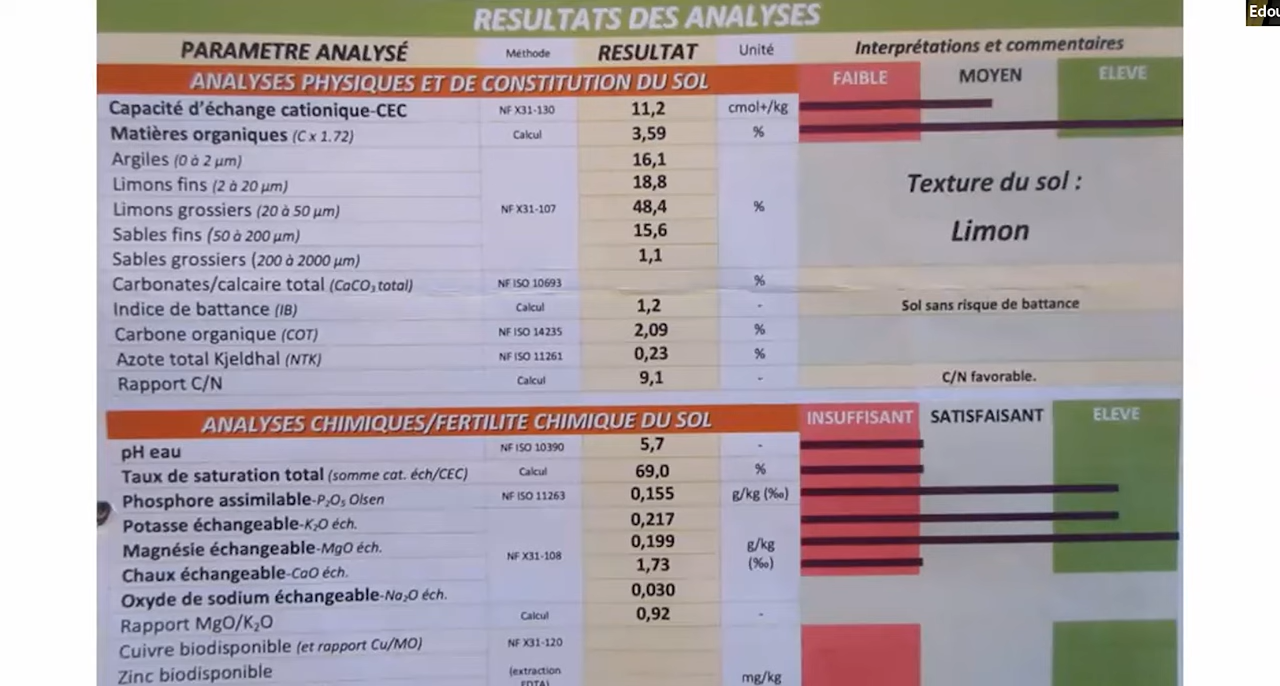 Edou
RESULTATS DES ANALYSES
PARAMETRE ANALYSÉ Méthode RESULTAT Unité Interprétations et commentaires
ANALYSES PHYSIQUES ET DE CONSTITUTION DU SOL FAIBLE MOYEN ELEVE
Capacité d'échange cationique-CEC NF X31-130 11,2 cmol+/kg
Matières organiques (C x 1.72) Calcul 3,59 %
Argiles (0 à 2 µm) 16,1
Limons fins (2 à 20 µm) 18,8 Texture du sol :
Limons grossiers (20 à 50 µm) NF X31-107 48,4 %
Sables fins (50 à 200 µm) 15,6 Limon
Sables grossiers (200 à 2000 µm) 1,1
Carbonates/calcaire total (CaCO₃ total) NF ISO 10693 %
Indice de battance (IB) Calcul 1,2 - Sol sans risque de battance
Carbone organique (COT) NF ISO 14235 2,09 %
Azote total Kjeldhal (NTK) NF ISO 11261 0,23 %
Rapport C/N Calcul 9,1 - C/N favorable.
ANALYSES CHIMIQUES/FERTILITE CHIMIQUE DU SOL INSUFFISANT SATISFAISANT ELEVE
pH eau NF ISO 10390 5,7 -
Taux de saturation total (somme cat. éch/CEC) Calcul 69,0 %
Phosphore assimilable-P₂O₅ Olsen NF ISO 11263 0,155 g/kg (‰)
Potasse échangeable-K₂O éch. 0,217
Magnésie échangeable-MgO éch. NF X31-108 0,199 g/kg
Chaux échangeable-CaO éch. 1,73 (‰)
Oxyde de sodium échangeable-Na₂O éch. 0,030
Rapport MgO/K₂O Calcul 0,92 -
Cuivre biodisponible (et rapport Cu/MO) NF X31-120
Zinc biodisponible (extraction mg/kg
EDTA)